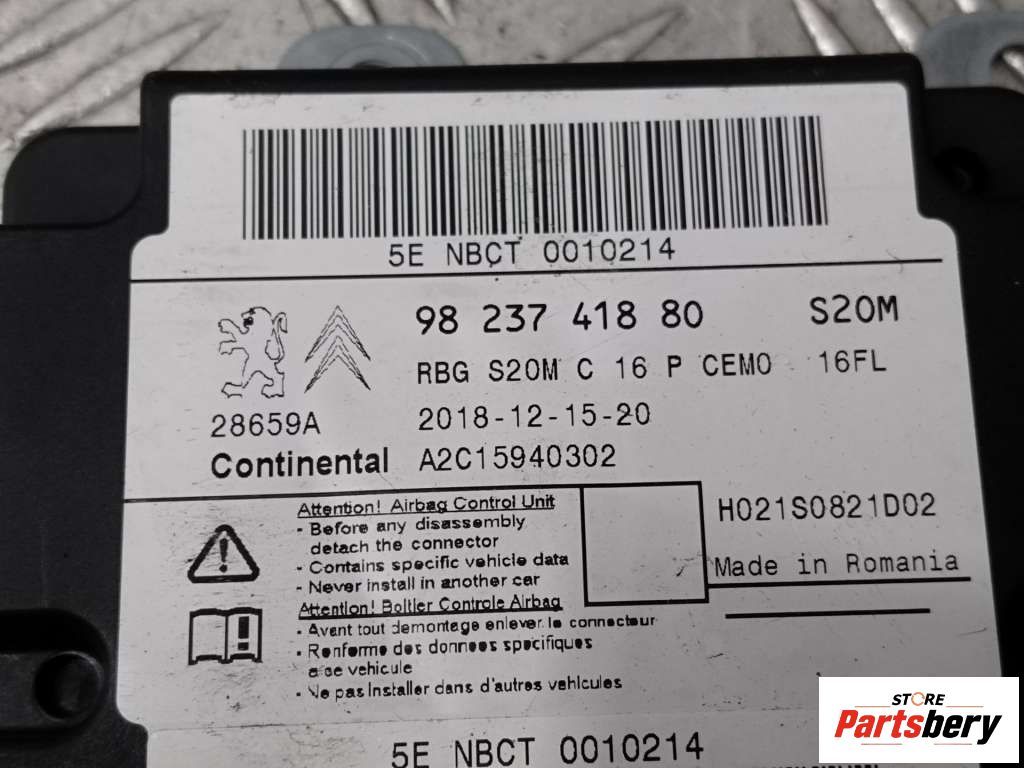 5E NBCT 0010214
98 237 418 80 S20M
RBG S20M C 16 P CEM0 16FL
28659A 2018-12-15-20
Continental A2C15940302
Attention! Airbag Control Unit
- Before any disassembly
detach the connector
- Contains specific vehicle data
- Never install in another car
H021S0821D02
Made in Romania
Attention! Boitier Controle Airbag
- Avant tout demontage enlever le connecteur
- Renferme des donnees specifiques
a ce vehicule
- Ne pas installer dans d'autres vehicules
5E NBCT 0010214
STORE
Partsbery